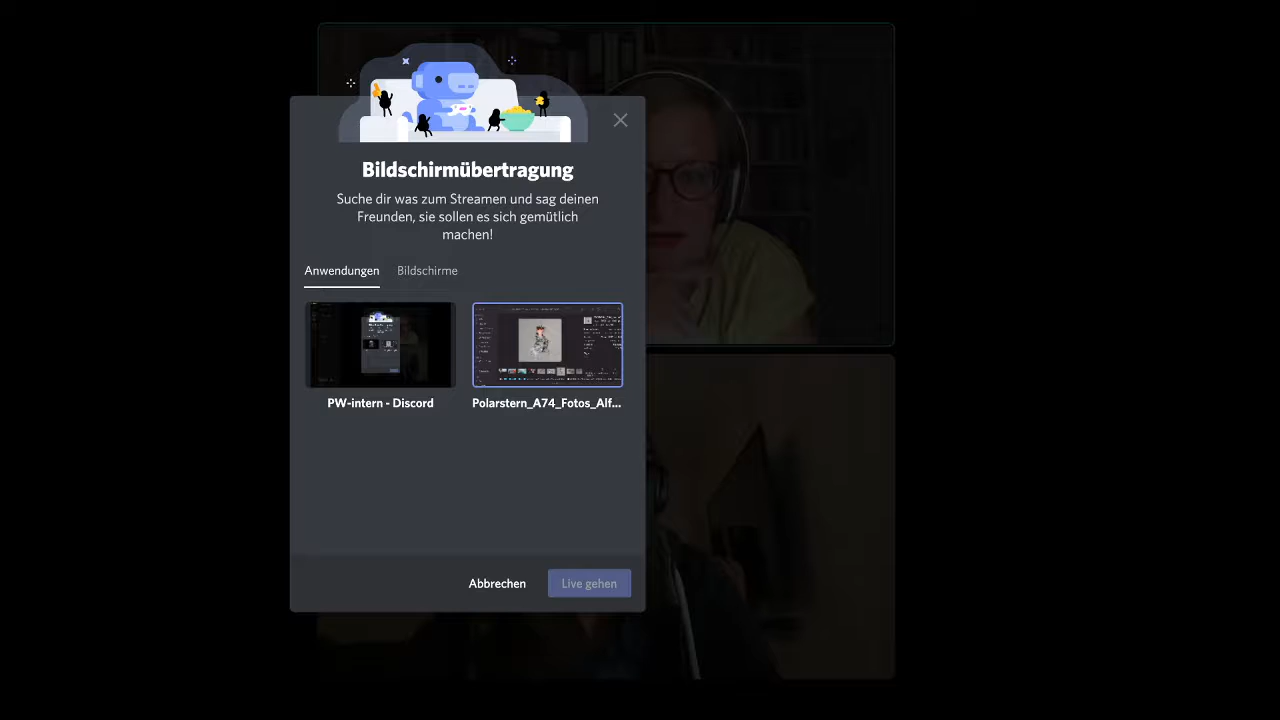 Bildschirmübertragung
Suche dir was zum Streamen und sag deinen
Freunden, sie sollen es sich gemütlich
machen!
Anwendungen Bildschirme
PW-intern - Discord Polarstern_A74_Fotos_Alf...
Abbrechen Live gehen